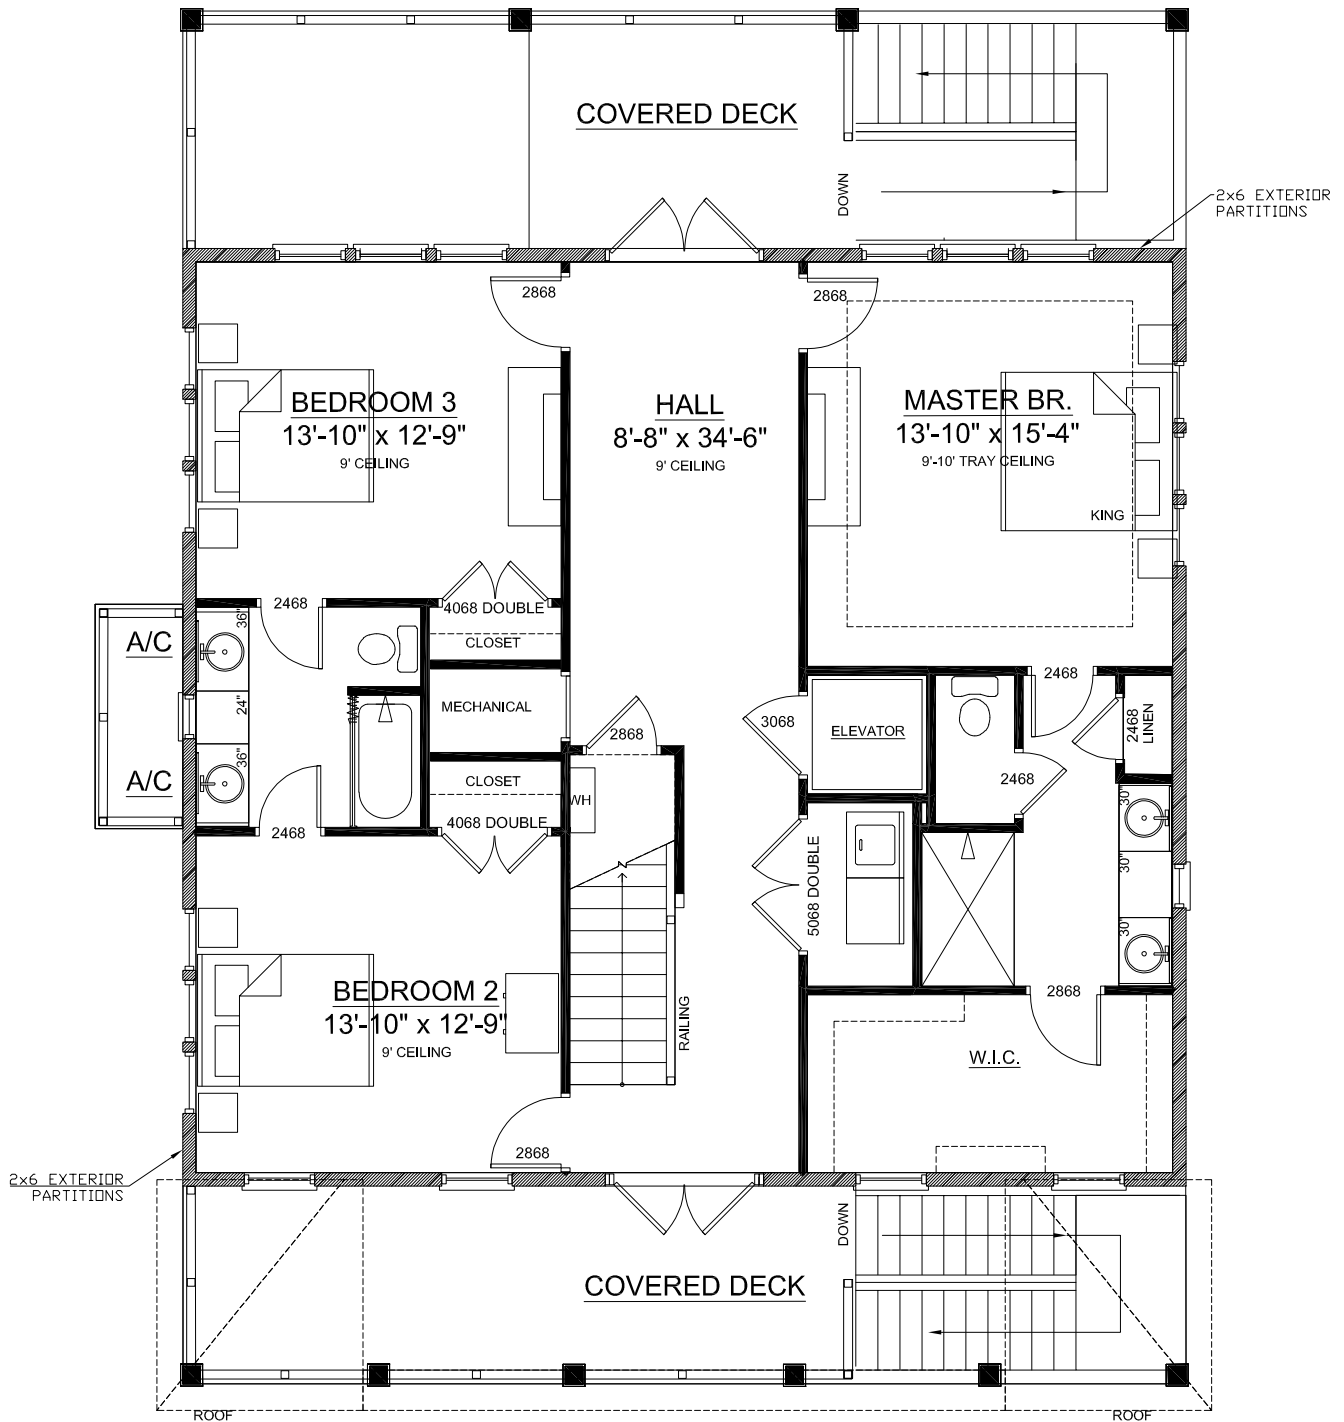 COVERED DECK
DOWN
2x6 EXTERIOR
PARTITIONS
2868
2868
BEDROOM 3
13'-10" x 12'-9"
9' CEILING
HALL
8'-8" x 34'-6"
9' CEILING
MASTER BR.
13'-10" x 15'-4"
9'-10' TRAY CEILING
KING
2468
4068 DOUBLE
CLOSET
A/C
36"
24"
36"
A/C
MECHANICAL
2868
3068
ELEVATOR
2468
2468
LINEN
2468
CLOSET
4068 DOUBLE
WH
2468
5068 DOUBLE
30"
30"
30"
BEDROOM 2
13'-10" x 12'-9"
9' CEILING
RAILING
2868
W.I.C.
2868
2x6 EXTERIOR
PARTITIONS
DOWN
COVERED DECK
ROOF
ROOF